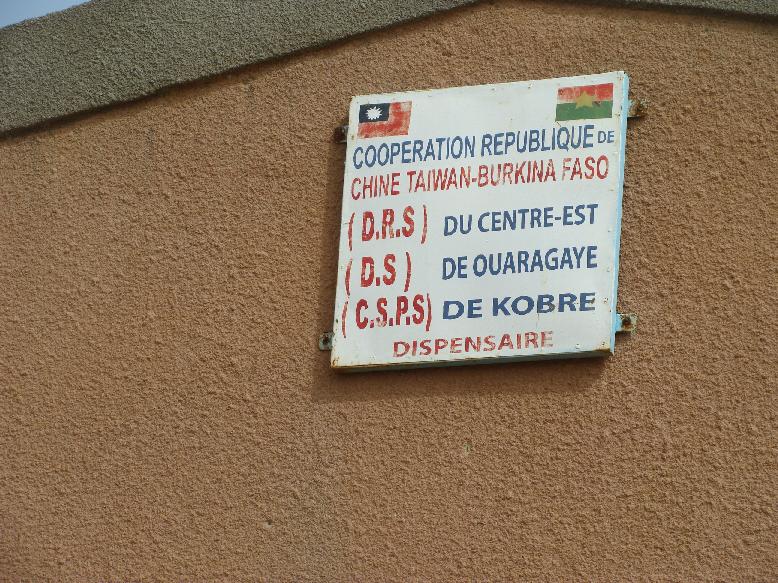 COOPERATION REPUBLIQUE DE
CHINE TAIWAN-BURKINA FASO
(D.R.S) DU CENTRE-EST
(D.S) DE OUARAGAYE
(C.S.P.S) DE KOBRE
DISPENSAIRE